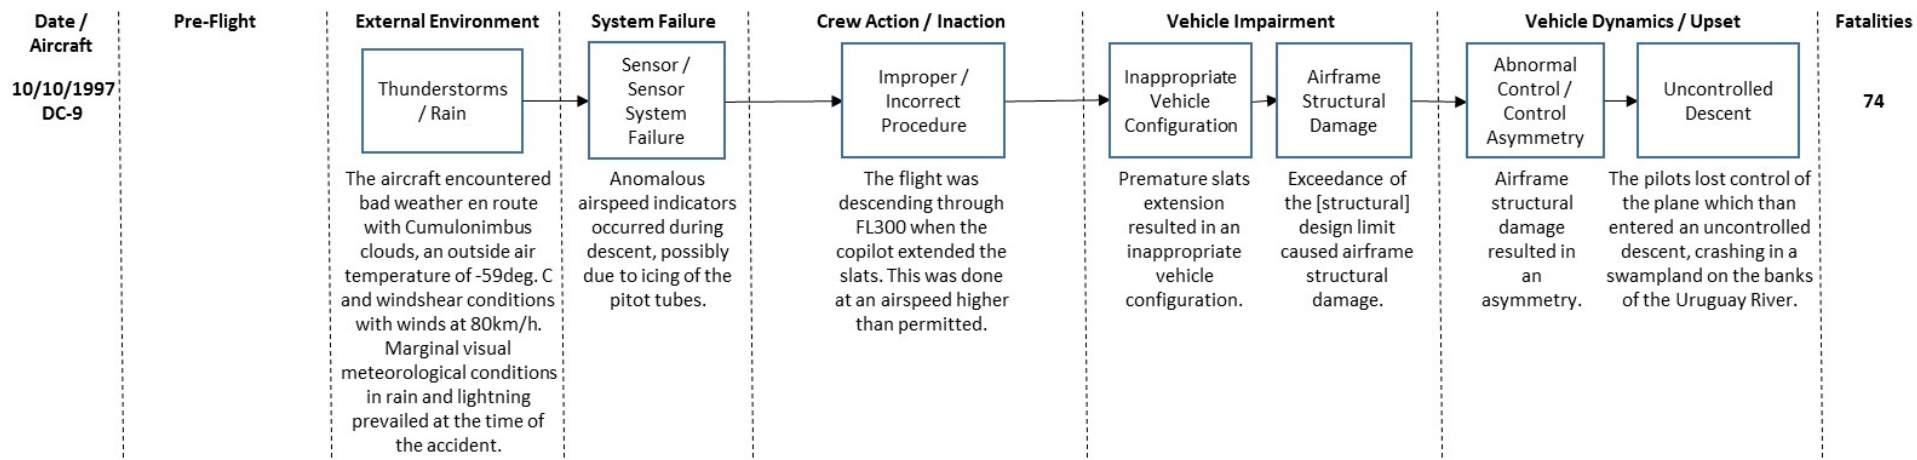 Date /
Aircraft
10/10/1997
DC-9
Pre-Flight
External Environment
Thunderstorms
/ Rain
The aircraft encountered
bad weather en route
with Cumulonimbus
clouds, an outside air
temperature of -59deg. C
and windshear conditions
with winds at 80km/h.
Marginal visual
meteorological conditions
in rain and lightning
prevailed at the time of
the accident.
System Failure
Sensor /
Sensor
System
Failure
Anomalous
airspeed indicators
occurred during
descent, possibly
due to icing of the
pitot tubes.
Crew Action / Inaction
Improper /
Incorrect
Procedure
The flight was
descending through
FL300 when the
copilot extended the
slats. This was done
at an airspeed higher
than permitted.
Vehicle Impairment
Inappropriate
Vehicle
Configuration
Premature slats
extension
resulted in an
inappropriate
vehicle
configuration.
Airframe
Structural
Damage
Exceedance of
the [structural]
design limit
caused airframe
structural
damage.
Vehicle Dynamics / Upset
Abnormal
Control /
Control
Asymmetry
Airframe
structural
damage
resulted in
an
asymmetry.
Uncontrolled
Descent
The pilots lost control of
the plane which than
entered an uncontrolled
descent, crashing in a
swampland on the banks
of the Uruguay River.
Fatalities
74